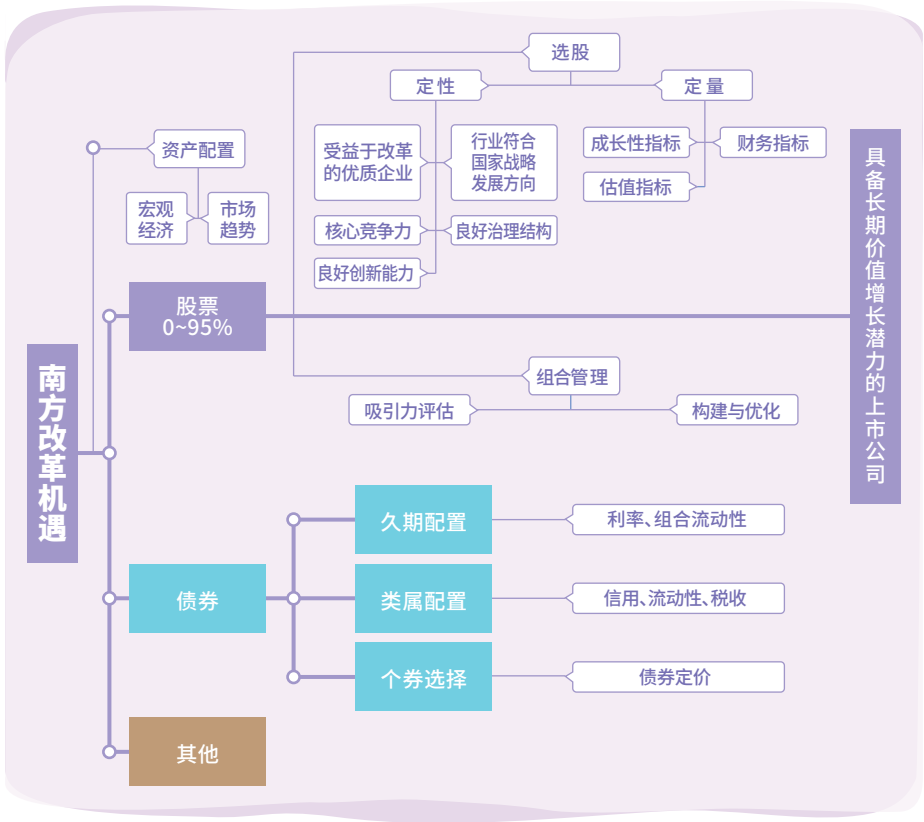 南方改革机遇
资产配置
宏观
经济
市场
趋势
股票
0~95%
选股
定性
定量
受益于改革
的优质企业
行业符合
国家战略
发展方向
核心竞争力
良好治理结构
良好创新能力
成长性指标
财务指标
估值指标
组合管理
吸引力评估
构建与优化
具备长期价值增长潜力的上市公司
债券
久期配置
利率、组合流动性
类属配置
信用、流动性、税收
个券选择
债券定价
其他